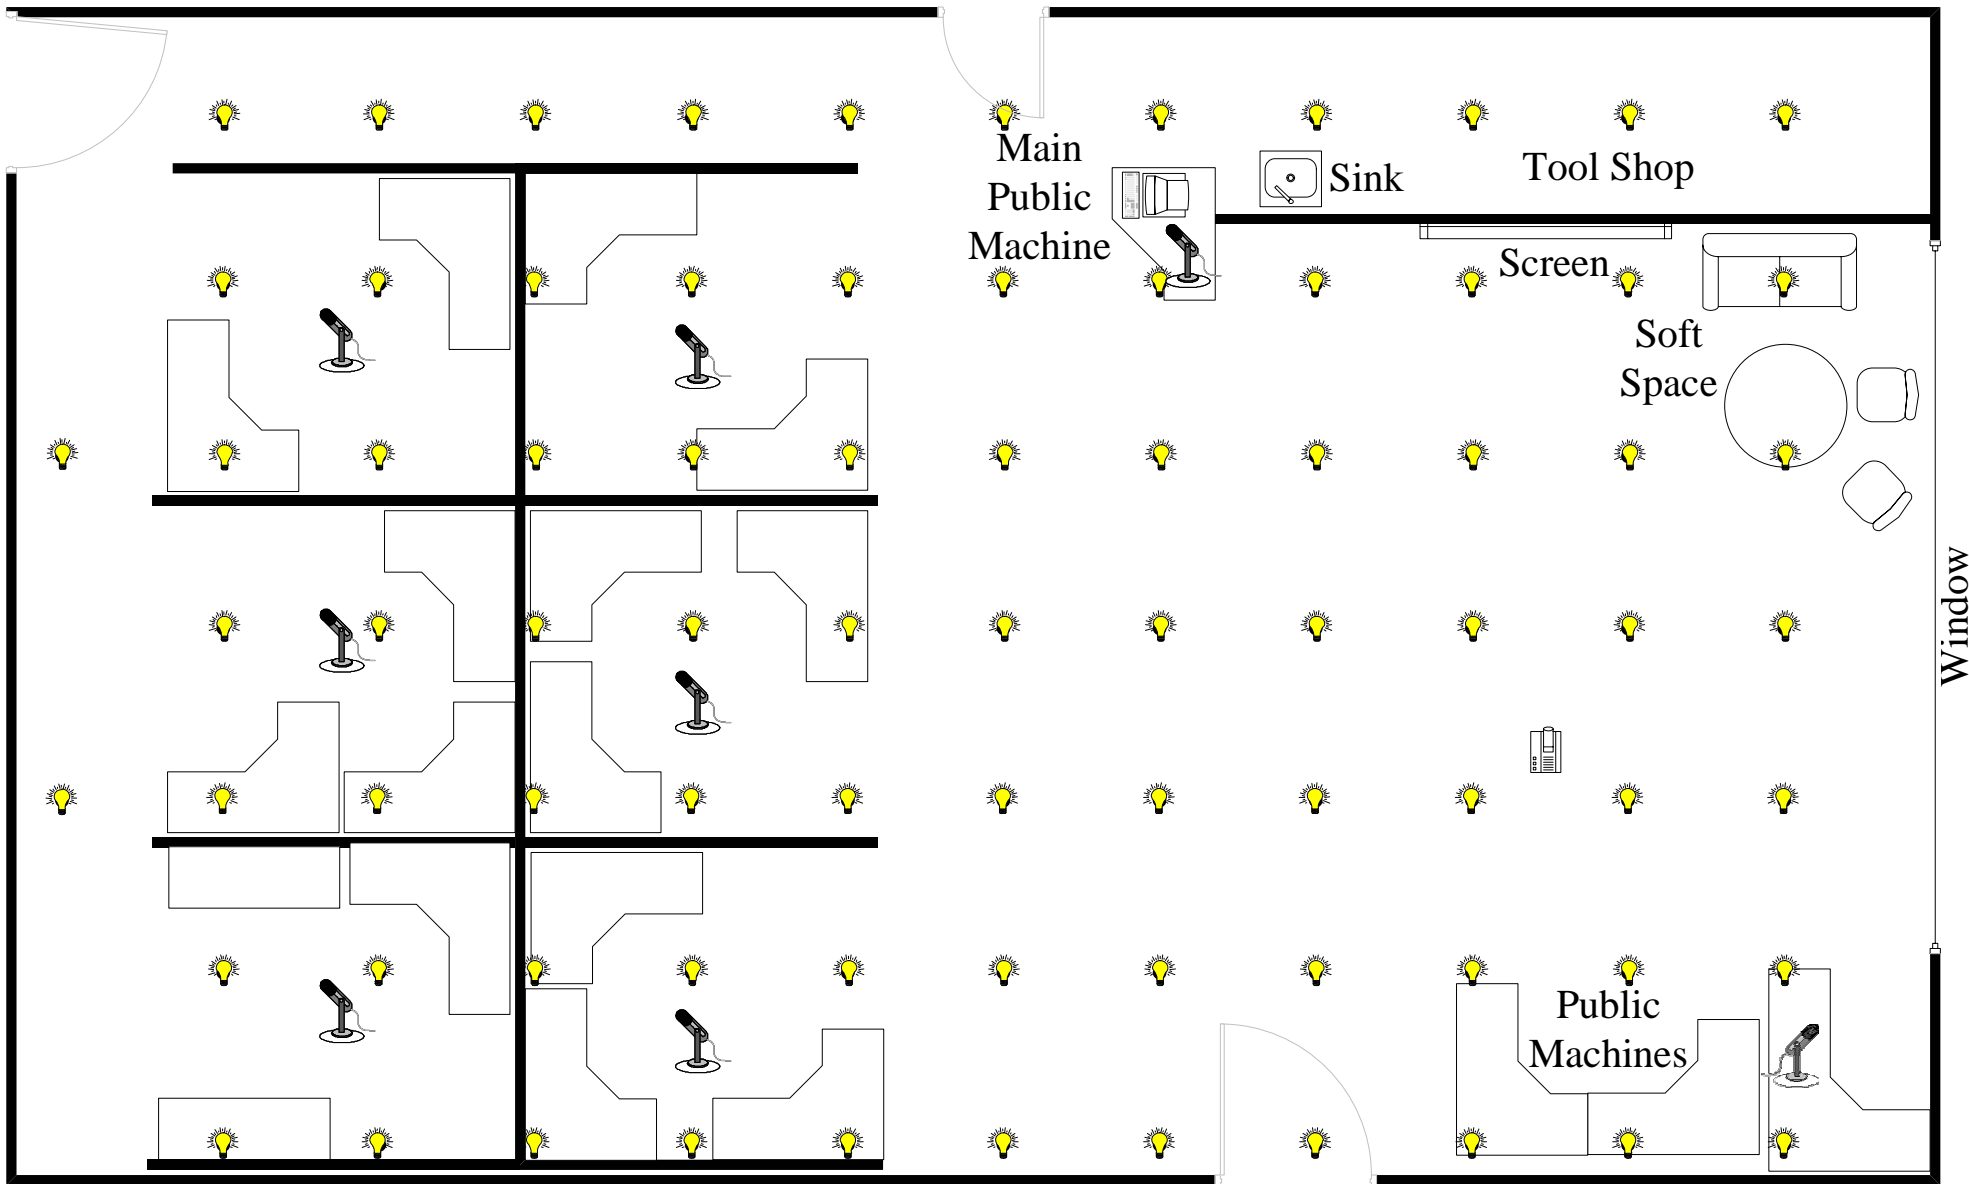 Main
Public
Machine
Sink
Tool Shop
Screen
Soft
Space
Window
Public
Machines